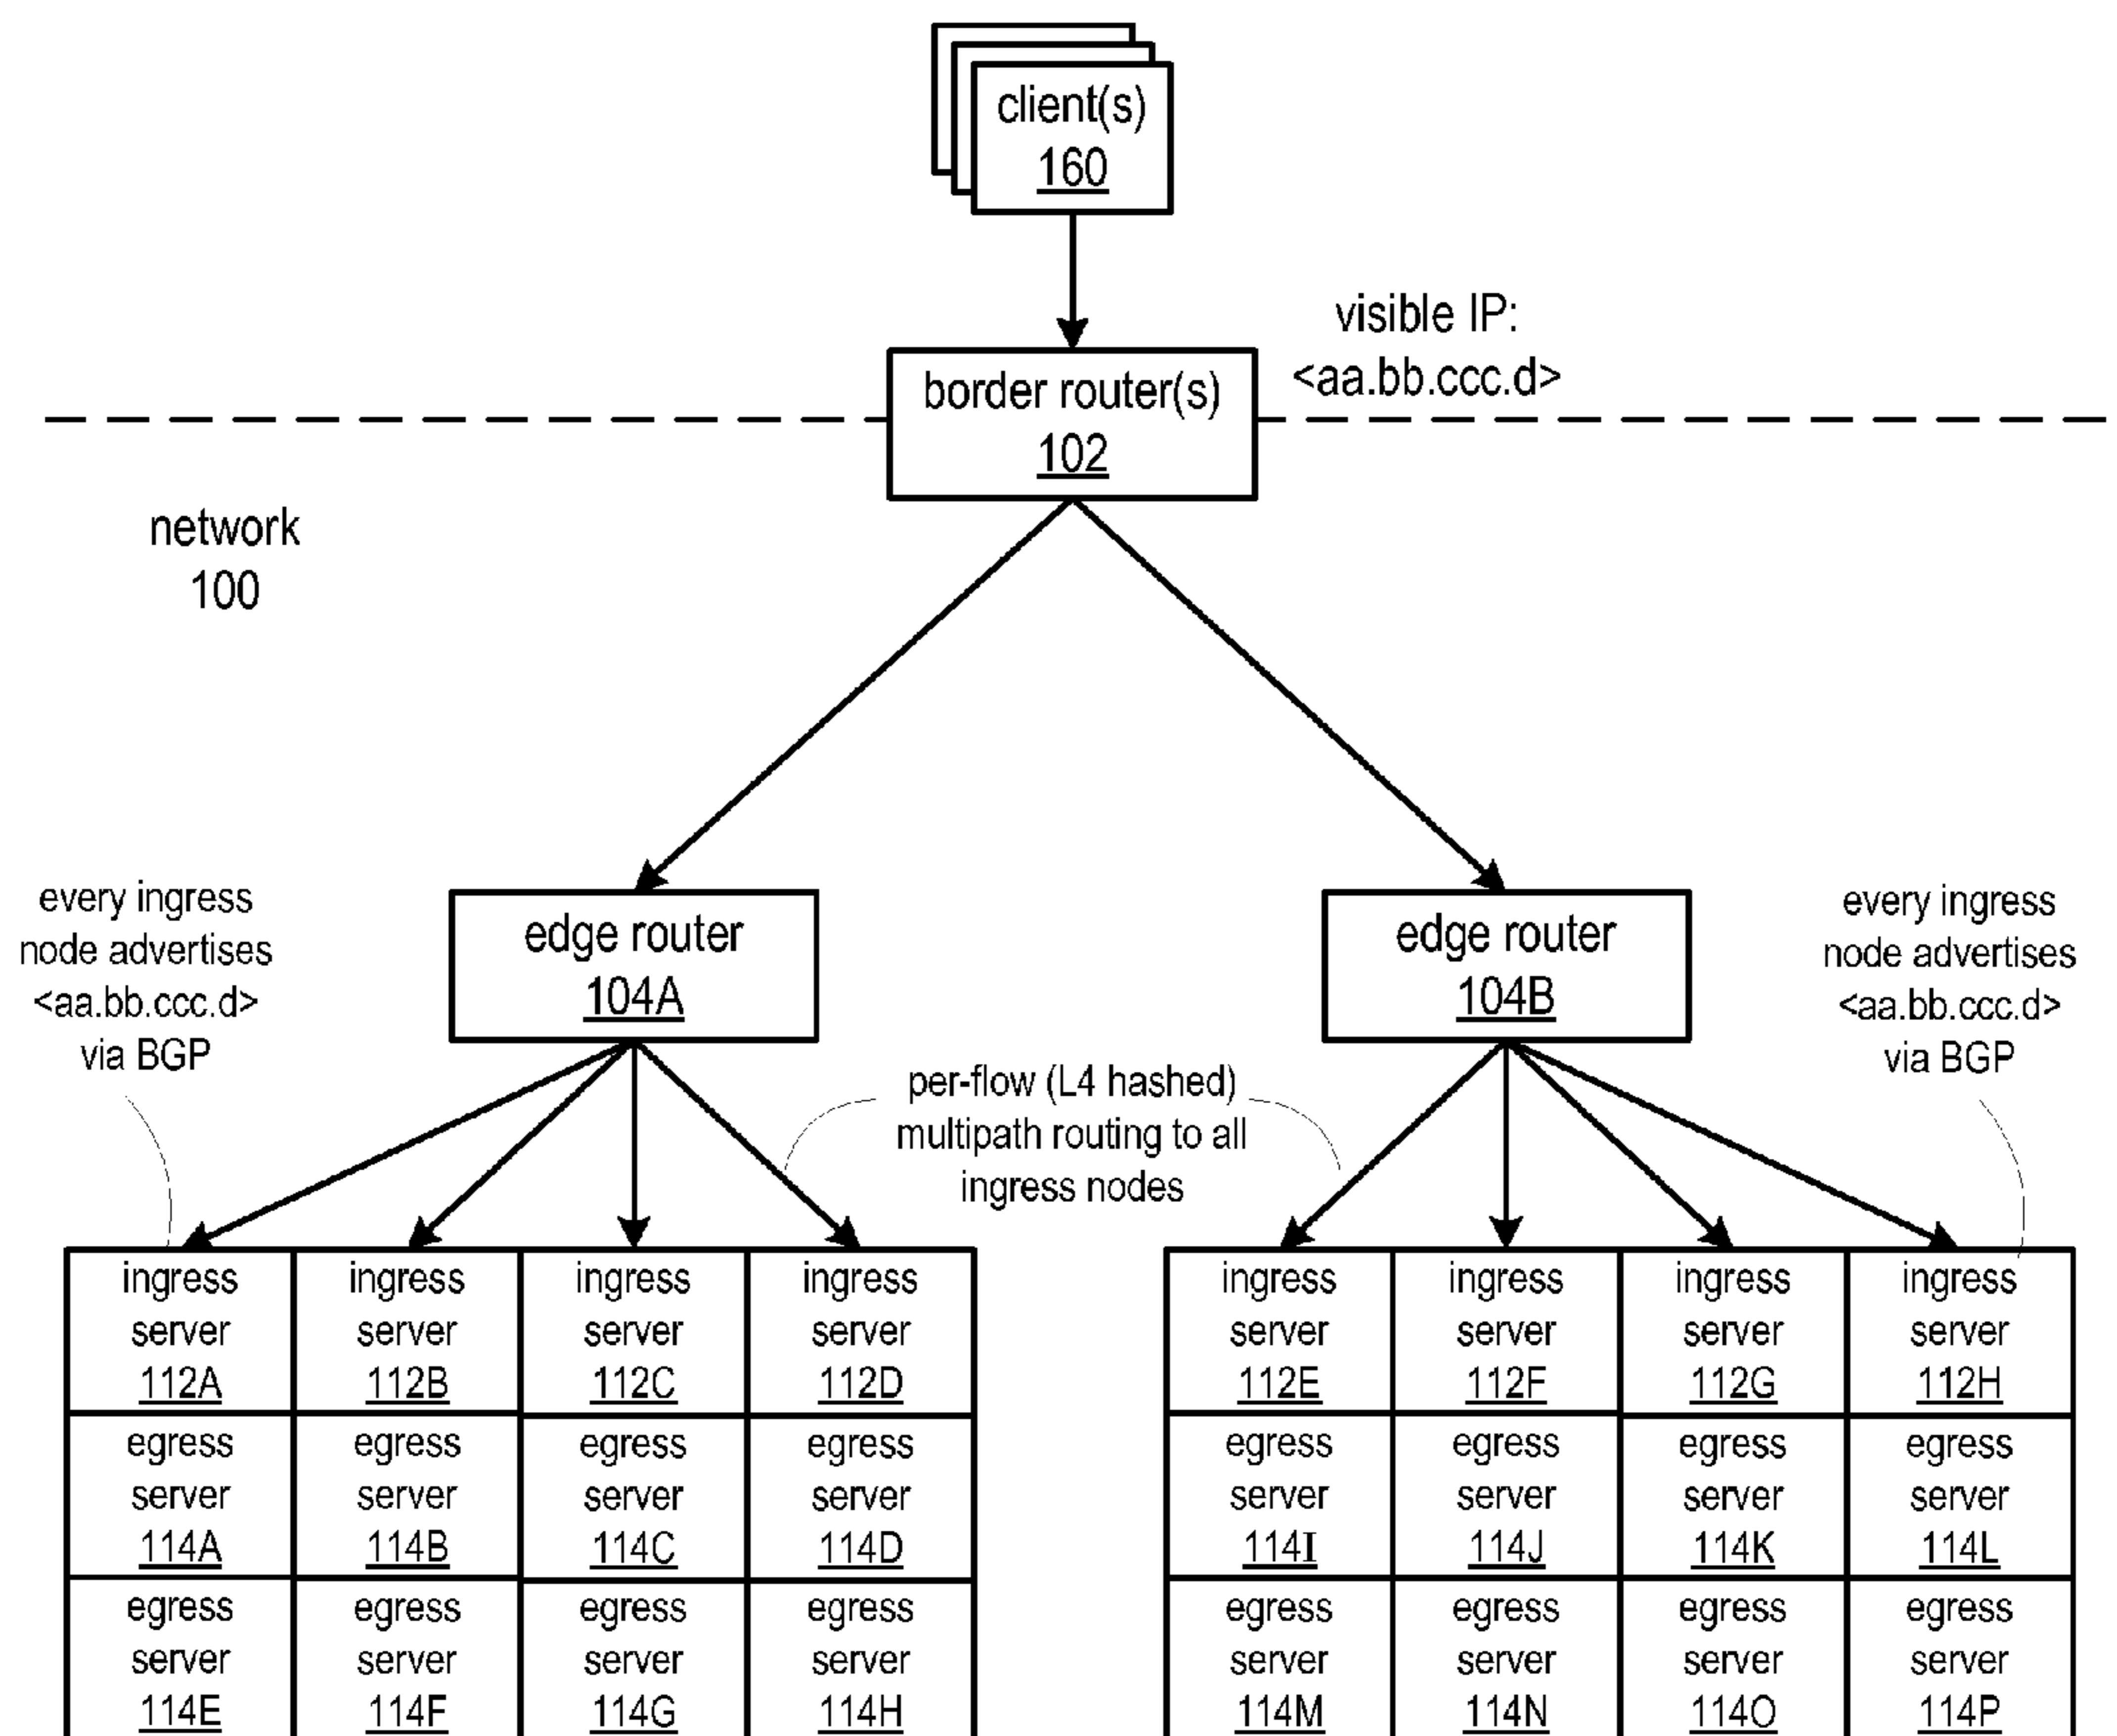 client(s)
160
visible IP:
<aa.bb.ccc.d>
border router(s)
102
network
100
every ingress
node advertises
<aa.bb.ccc.d>
via BGP
edge router
104A
edge router
104B
every ingress
node advertises
<aa.bb.ccc.d>
via BGP
per-flow (L4 hashed)
multipath routing to all
ingress nodes
ingress
server
112A
ingress
server
112B
ingress
server
112C
ingress
server
112D
ingress
server
112E
ingress
server
112F
ingress
server
112G
ingress
server
112H
egress
server
114A
egress
server
114B
egress
server
114C
egress
server
114D
egress
server
114I
egress
server
114J
egress
server
114K
egress
server
114L
egress
server
114E
egress
server
114F
egress
server
114G
egress
server
114H
egress
server
114M
egress
server
114N
egress
server
114O
egress
server
114P